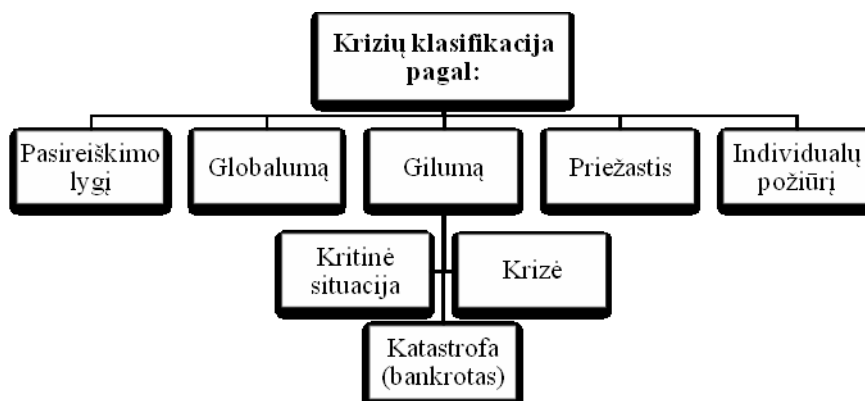 Krizių klasifikacija
pagal:
Pasireiškimo
lygį
Globalumą
Gilumą
Priežastis
Individualų
požiūrį
Kritinė
situacija
Krizė
Katastrofa
(bankrotas)